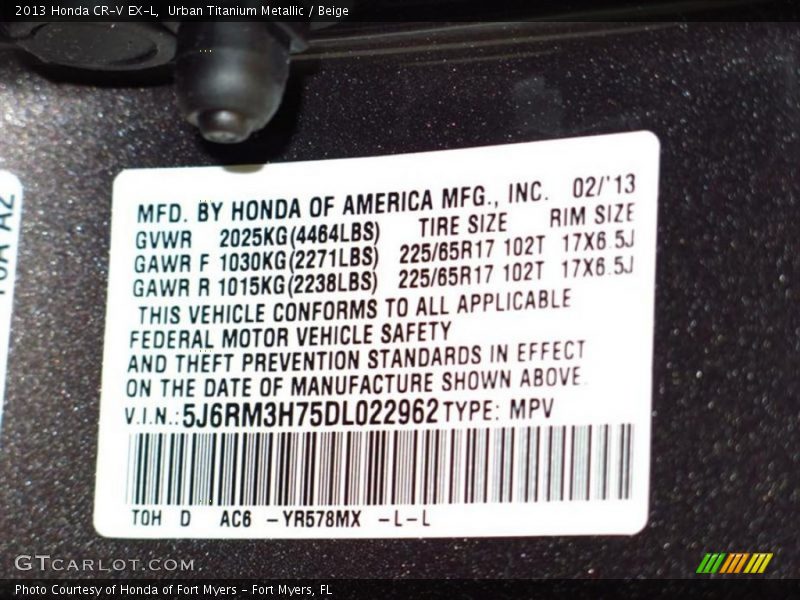 2013 Honda CR-V EX-L, Urban Titanium Metallic / Beige
MFD. BY HONDA OF AMERICA MFG., INC. 02/'13
GVWR 2025KG(4464LBS) TIRE SIZE RIM SIZE
GAWR F 1030KG(2271LBS) 225/65R17 102T 17X6.5J
GAWR R 1015KG(2238LBS) 225/65R17 102T 17X6.5J
THIS VEHICLE CONFORMS TO ALL APPLICABLE
FEDERAL MOTOR VEHICLE SAFETY
AND THEFT PREVENTION STANDARDS IN EFFECT
ON THE DATE OF MANUFACTURE SHOWN ABOVE.
V.I.N.: 5J6RM3H75DL022962 TYPE: MPV
TOH D AC6 -YR578MX -L-L
GTCARLOT.COM
Photo Courtesy of Honda of Fort Myers - Fort Myers, FL